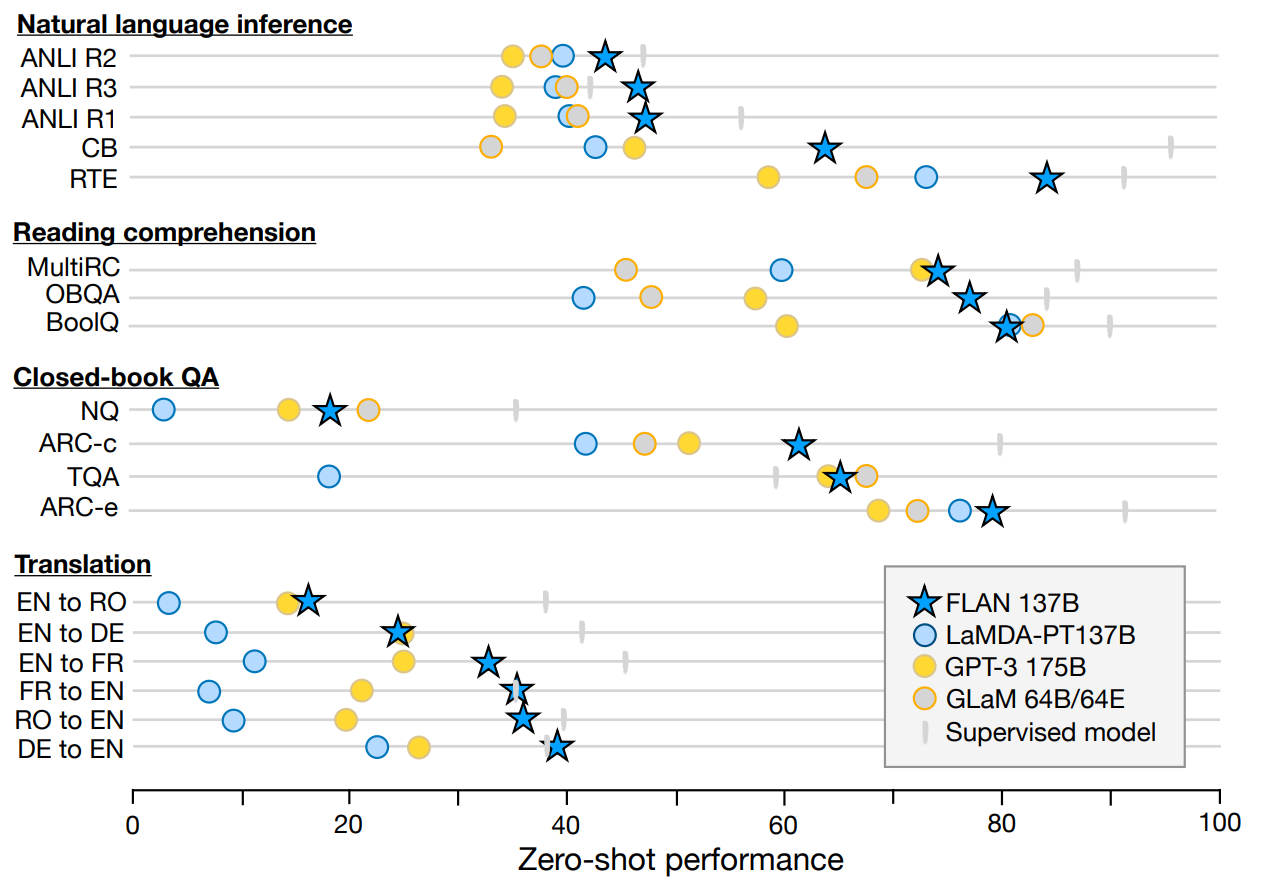 Natural language inference
ANLI R2
ANLI R3
ANLI R1
CB
RTE
Reading comprehension
MultiRC
OBQA
BoolQ
Closed-book QA
NQ
ARC-c
TQA
ARC-e
Translation
EN to RO
EN to DE
EN to FR
FR to EN
RO to EN
DE to EN
FLAN 137B
LaMDA-PT137B
GPT-3 175B
GLaM 64B/64E
Supervised model
0 20 40 60 80 100
Zero-shot performance